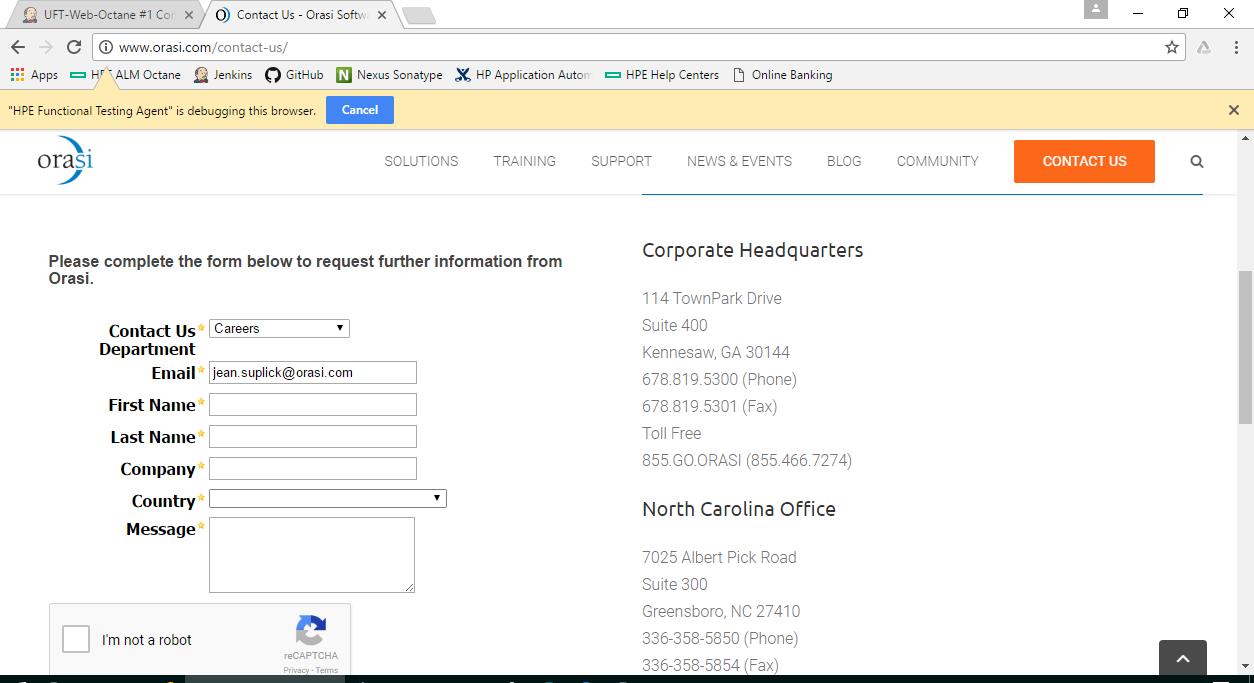 UFT-Web-Octane #1 Con
Contact Us - Orasi Softwa
www.orasi.com/contact-us/
Apps
ALM Octane
Jenkins
GitHub
Nexus Sonatype
HP Application Autom
HPE Help Centers
Online Banking
"HPE Functional Testing Agent" is debugging this browser.
Cancel
orasi
SOLUTIONS
TRAINING
SUPPORT
NEWS & EVENTS
BLOG
COMMUNITY
CONTACT US
Please complete the form below to request further information from
Orasi.
Contact Us
Department
Careers
Email
jean.suplick@orasi.com
First Name
Last Name
Company
Country
Message
I'm not a robot
reCAPTCHA
Privacy - Terms
Corporate Headquarters
114 TownPark Drive
Suite 400
Kennesaw, GA 30144
678.819.5300 (Phone)
678.819.5301 (Fax)
Toll Free
855.GO.ORASI (855.466.7274)
North Carolina Office
7025 Albert Pick Road
Suite 300
Greensboro, NC 27410
336-358-5850 (Phone)
336-358-5854 (Fax)